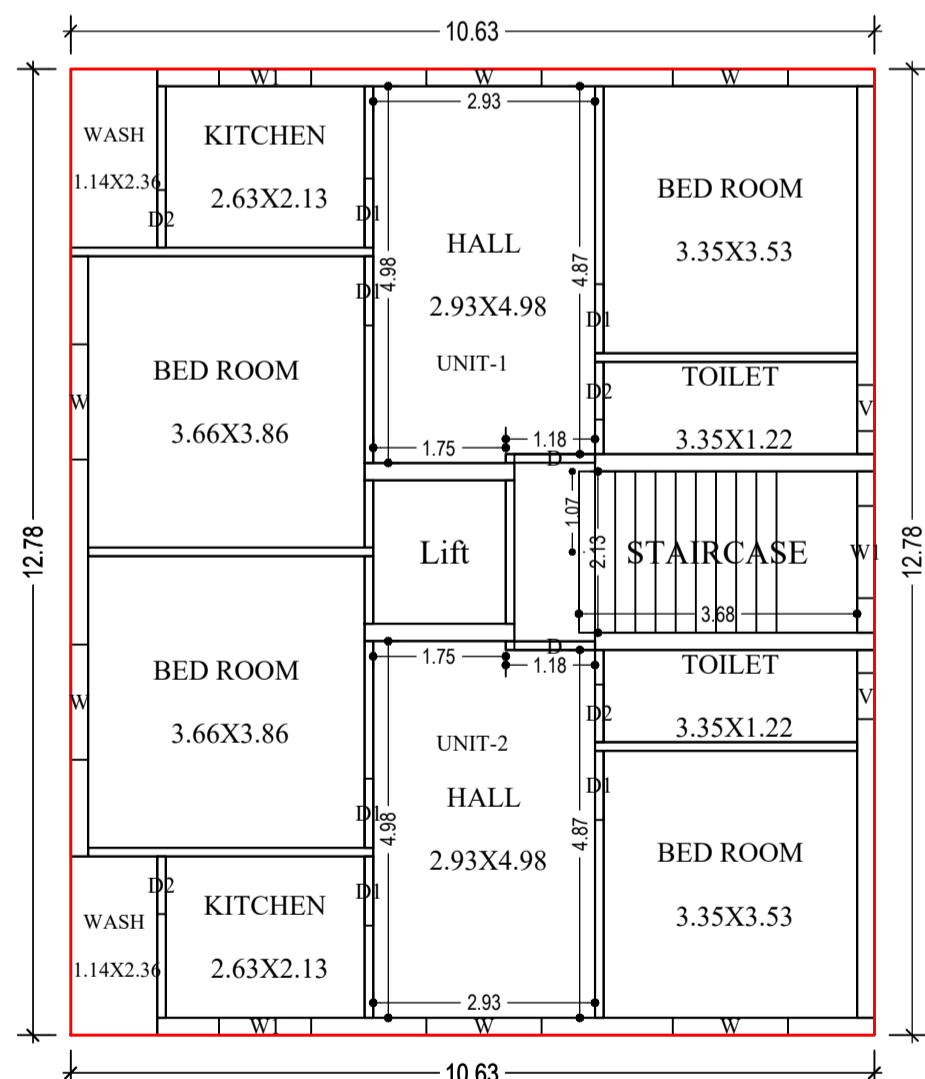 10.63
W1
W
W
2.93
WASH
KITCHEN
1.14X2.36
2.63X2.13
BED ROOM
3.35X3.53
D2
D1
HALL
4.98
4.87
D1
2.93X4.98
D1
BED ROOM
UNIT-1
TOILET
3.66X3.86
W
D2
V
3.35X1.22
1.75
1.18
D
12.78
1.07
2.13
Lift
STAIRCASE
W1
12.78
3.68
D
1.75
1.18
TOILET
BED ROOM
W
V
3.66X3.86
D2
3.35X1.22
UNIT-2
D1
HALL
D1
4.98
4.87
2.93X4.98
BED ROOM
3.35X3.53
D2
D1
KITCHEN
WASH
1.14X2.36
2.63X2.13
2.93
W1
W
W
10.63